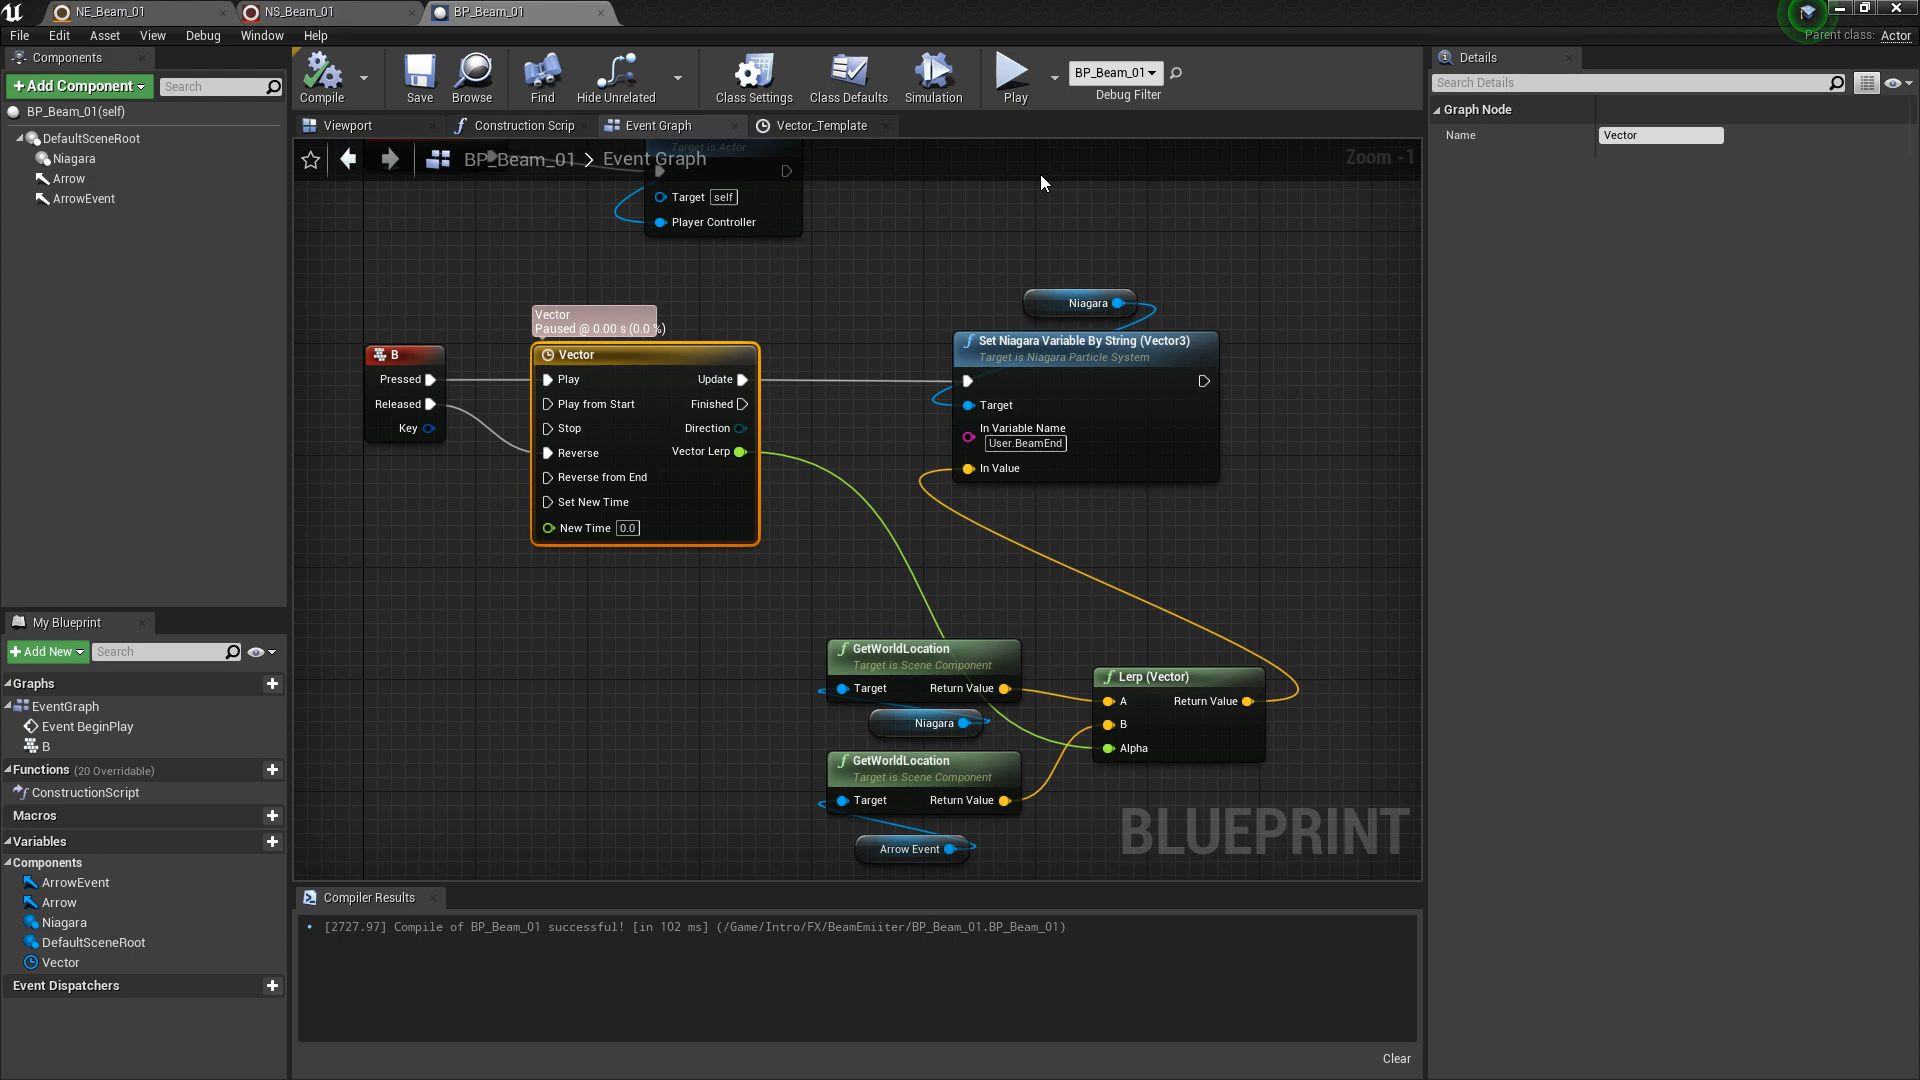 NE_Beam_01
NS_Beam_01
BP_Beam_01
File Edit Asset View Debug Window Help
Parent class: Actor
Components
+Add Component
Search
BP_Beam_01(self)
DefaultSceneRoot
Niagara
Arrow
ArrowEvent
Compile
Save
Browse
Find
Hide Unrelated
Class Settings
Class Defaults
Simulation
Play
BP_Beam_01
Debug Filter
Viewport
Construction Scrip
Event Graph
Vector_Template
BP_Beam_01 > Event Graph
Zoom -1
Target is Actor
Target self
Player Controller
Vector
Paused @ 0.00 s (0.0 %)
B
Pressed
Released
Key
Vector
Play
Update
Play from Start
Finished
Stop
Direction
Reverse
Vector Lerp
Reverse from End
Set New Time
New Time 0.0
Niagara
Set Niagara Variable By String (Vector3)
Target is Niagara Particle System
Target
In Variable Name
User.BeamEnd
In Value
GetWorldLocation
Target is Scene Component
Target
Return Value
Niagara
GetWorldLocation
Target is Scene Component
Target
Return Value
Arrow Event
Lerp (Vector)
A
Return Value
B
Alpha
BLUEPRINT
My Blueprint
+Add New
Search
Graphs
EventGraph
Event BeginPlay
B
Functions (20 Overridable)
ConstructionScript
Macros
Variables
Components
ArrowEvent
Arrow
Niagara
DefaultSceneRoot
Vector
Event Dispatchers
Compiler Results
[2727.97] Compile of BP_Beam_01 successful! [in 102 ms] (/Game/Intro/FX/BeamEmiiter/BP_Beam_01.BP_Beam_01)
Clear
Details
Search Details
Graph Node
Name
Vector